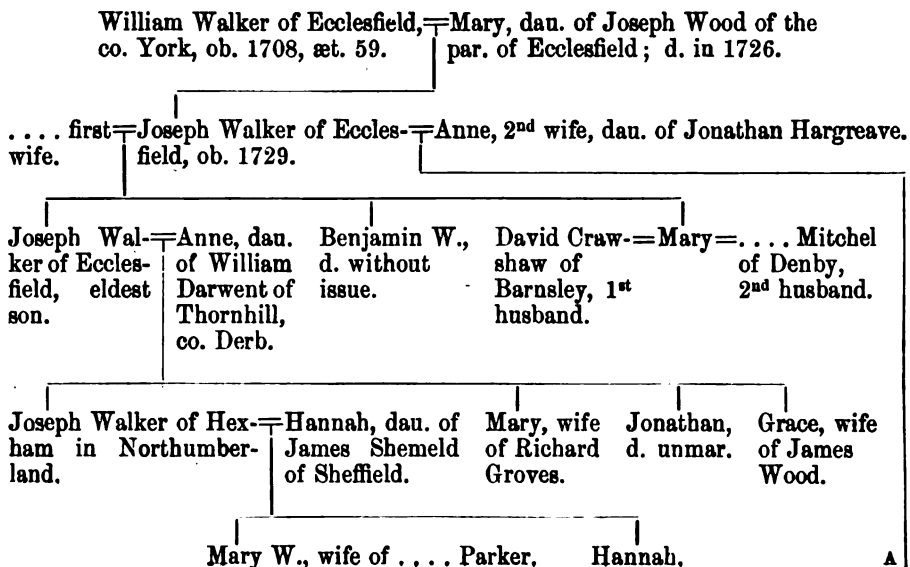 William Walker of Ecclesfield, Mary, dau. of Joseph Wood of the
co. York, ob. 1708, æt. 59. par. of Ecclesfield; d. in 1726.
. . . . first Joseph Walker of Eccles- Anne, 2nd wife, dau. of Jonathan Hargreave.
wife. field, ob. 1729.
Joseph Wal-
ker of Eccles-
field, eldest
son.
Anne, dau.
of William
Darwent of
Thornhill,
co. Derb.
Benjamin W.,
d. without
issue.
David Craw-
shaw of
Barnsley, 1st
husband.
Mary
. . . . Mitchel
of Denby,
2nd husband.
Joseph Walker of Hex-
ham in Northumber-
land.
Hannah, dau. of
James Shemeld
of Sheffield.
Mary, wife
of Richard
Groves.
Jonathan,
d. unmar.
Grace, wife
of James
Wood.
Mary W., wife of . . . . Parker.
Hannah.
A